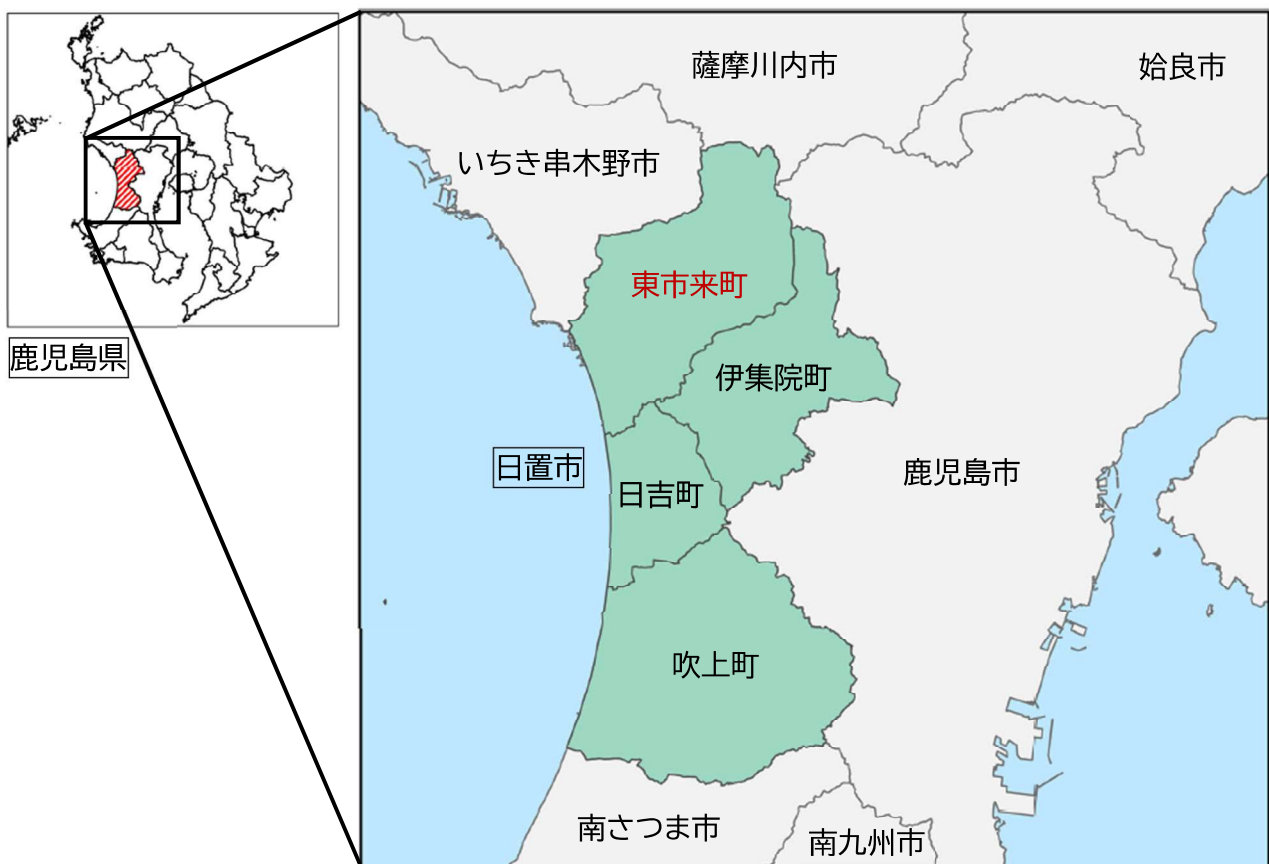 薩摩川内市
姶良市
いちき串木野市
東市来町
鹿児島県
伊集院町
日置市
鹿児島市
日吉町
吹上町
南さつま市
南九州市